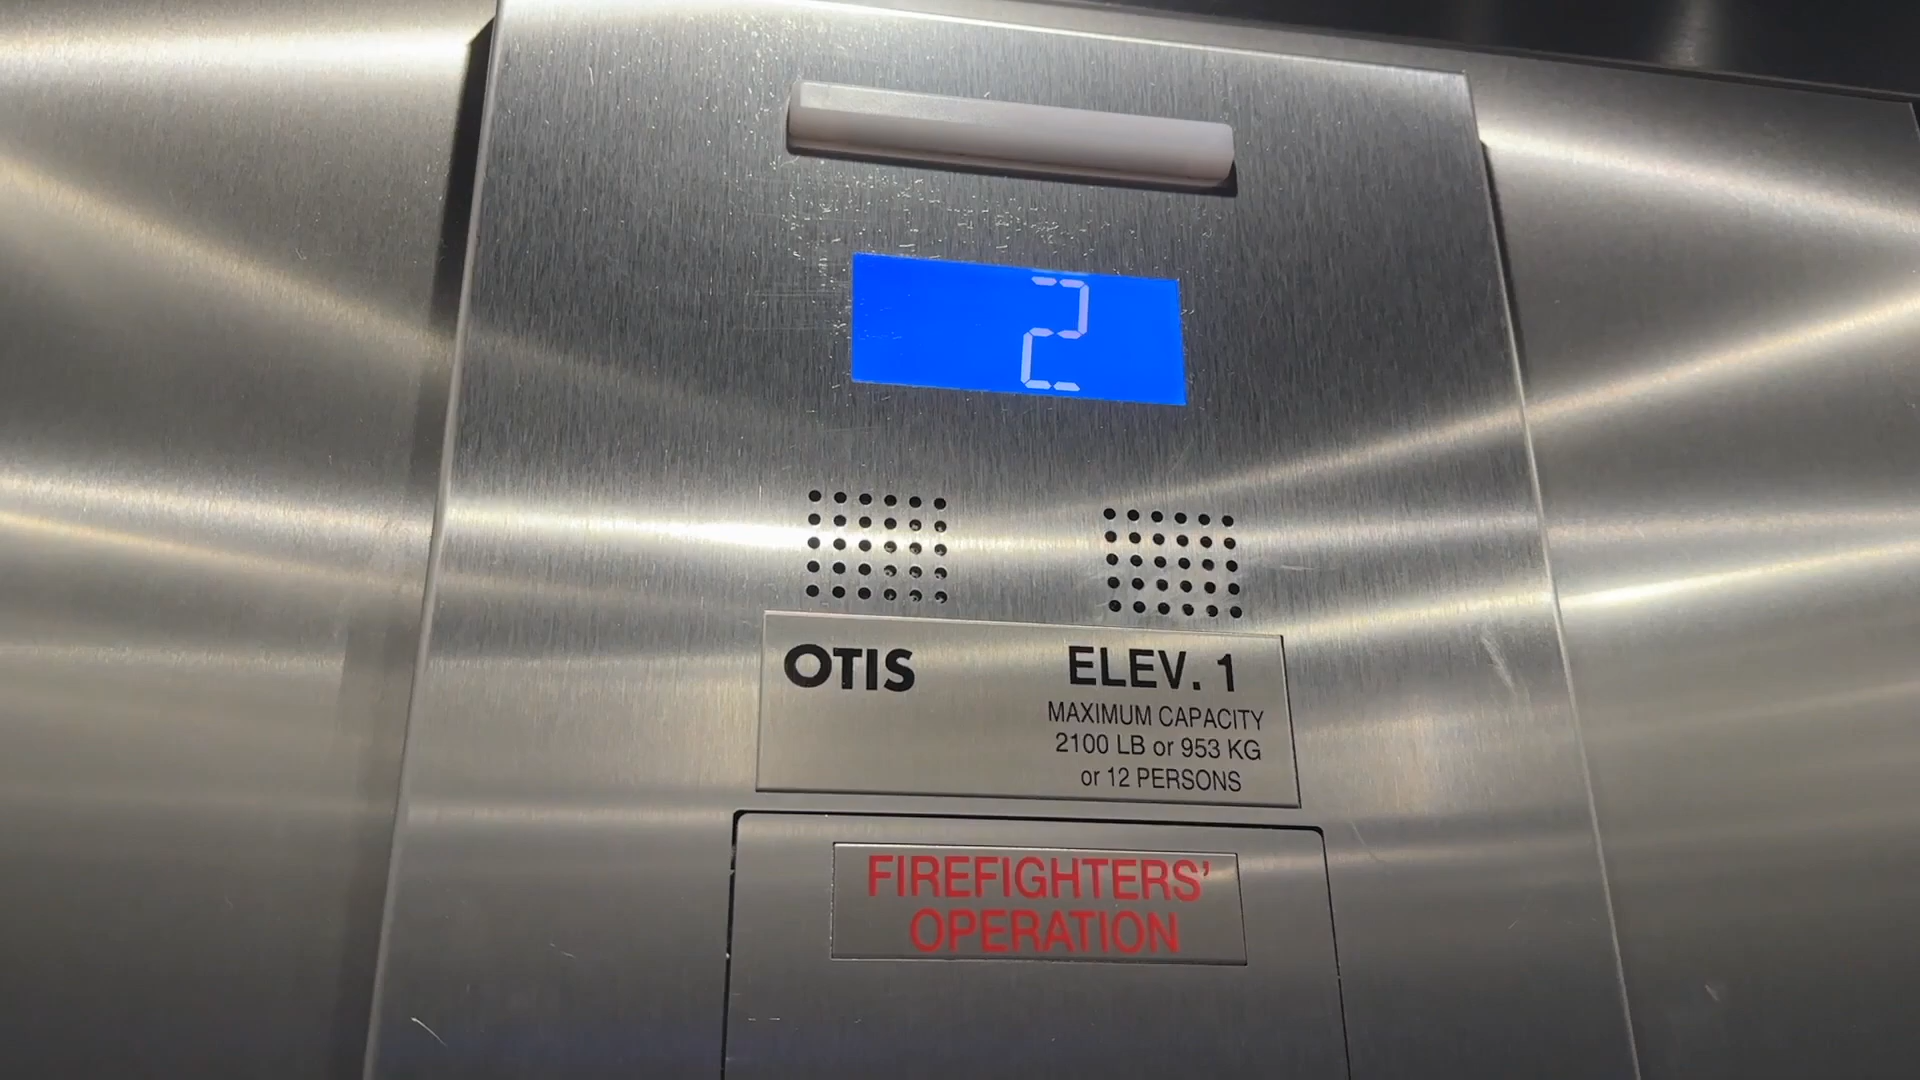 2
OTIS
ELEV. 1
MAXIMUM CAPACITY
2100 LB or 953 KG
or 12 PERSONS
FIREFIGHTERS’
OPERATION